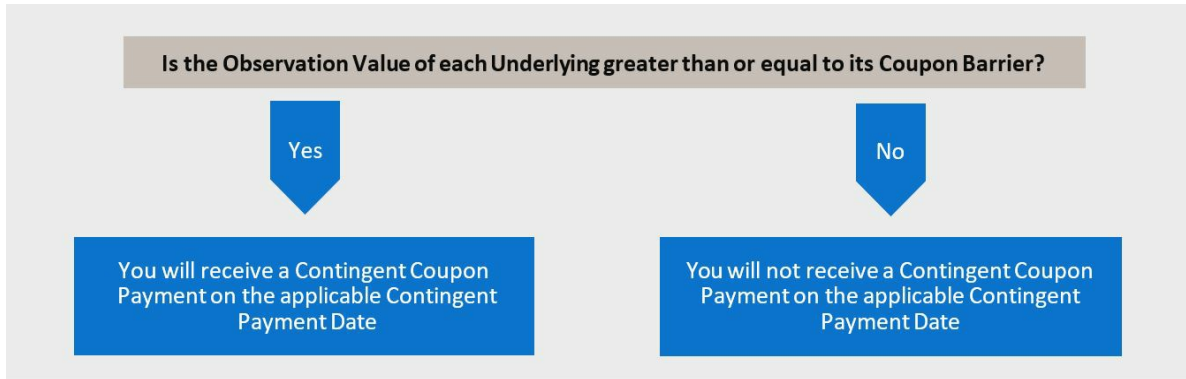 Is the Observation Value of each Underlying greater than or equal to its Coupon Barrier?
Yes
No
You will receive a Contingent Coupon
Payment on the applicable Contingent
Payment Date
You will not receive a Contingent Coupon
Payment on the applicable Contingent
Payment Date